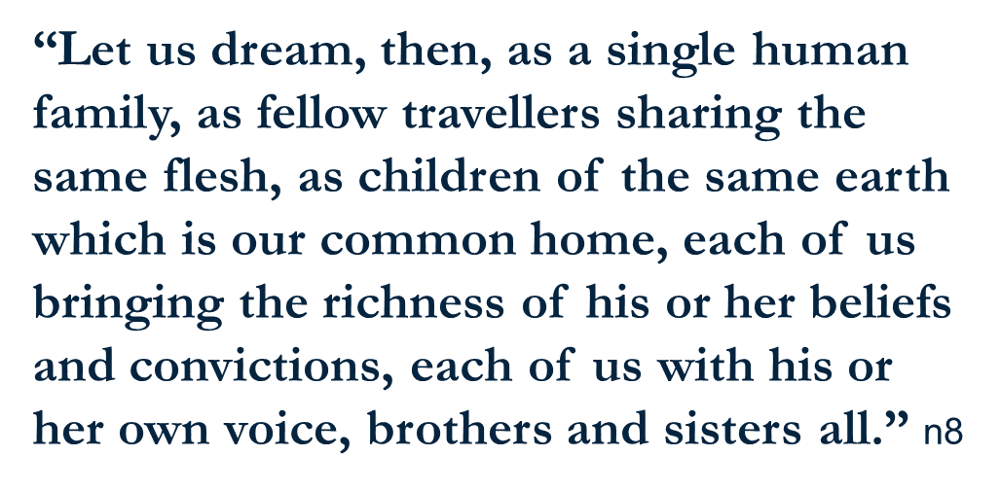 “Let us dream, then, as a single human
family, as fellow travellers sharing the
same flesh, as children of the same earth
which is our common home, each of us
bringing the richness of his or her beliefs
and convictions, each of us with his or
her own voice, brothers and sisters all.” n8